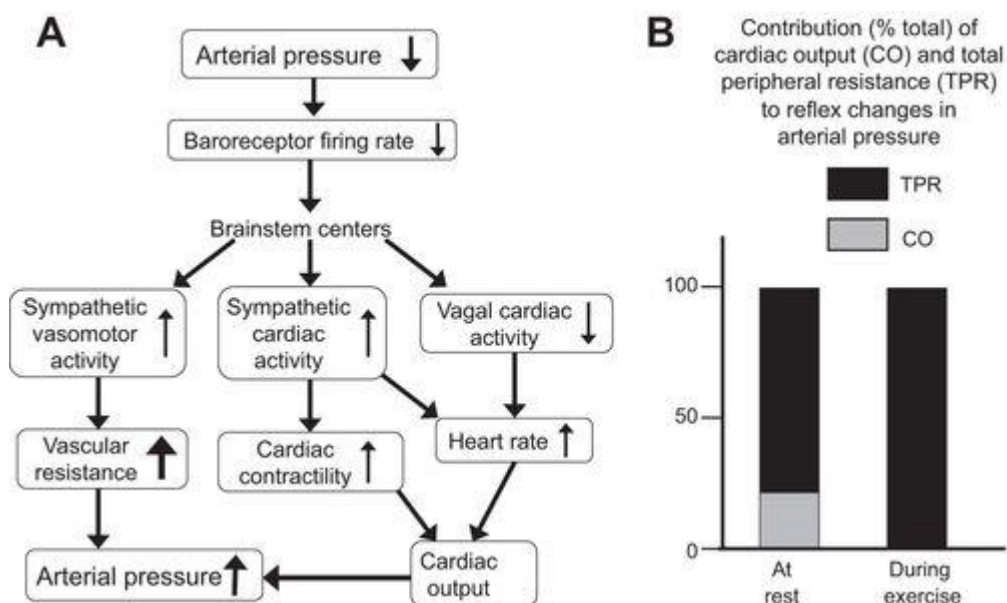 A
Arterial pressure
Baroreceptor firing rate
Brainstem centers
Sympathetic
vasomotor
activity
Sympathetic
cardiac
activity
Vagal cardiac
activity
Vascular
resistance
Cardiac
contractility
Heart rate
Arterial pressure
Cardiac
output
B
Contribution (% total) of
cardiac output (CO) and total
peripheral resistance (TPR)
to reflex changes in
arterial pressure
TPR
CO
100
50
0
At
rest
During
exercise